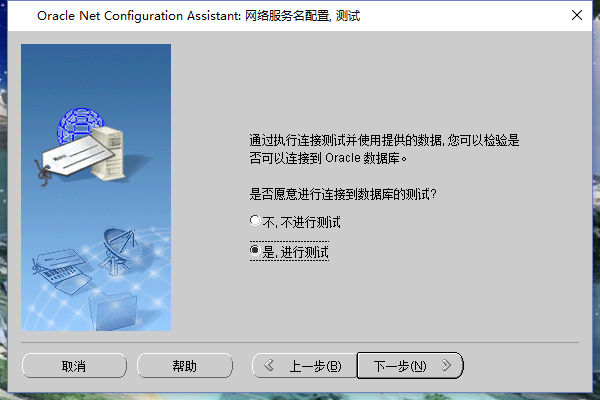 Oracle Net Configuration Assistant: 网络服务名配置, 测试
通过执行连接测试并使用提供的数据, 您可以检验是
否可以连接到 Oracle 数据库。
是否愿意进行连接到数据库的测试?
不, 不进行测试
是, 进行测试
取消
帮助
上一步(B)
下一步(N)